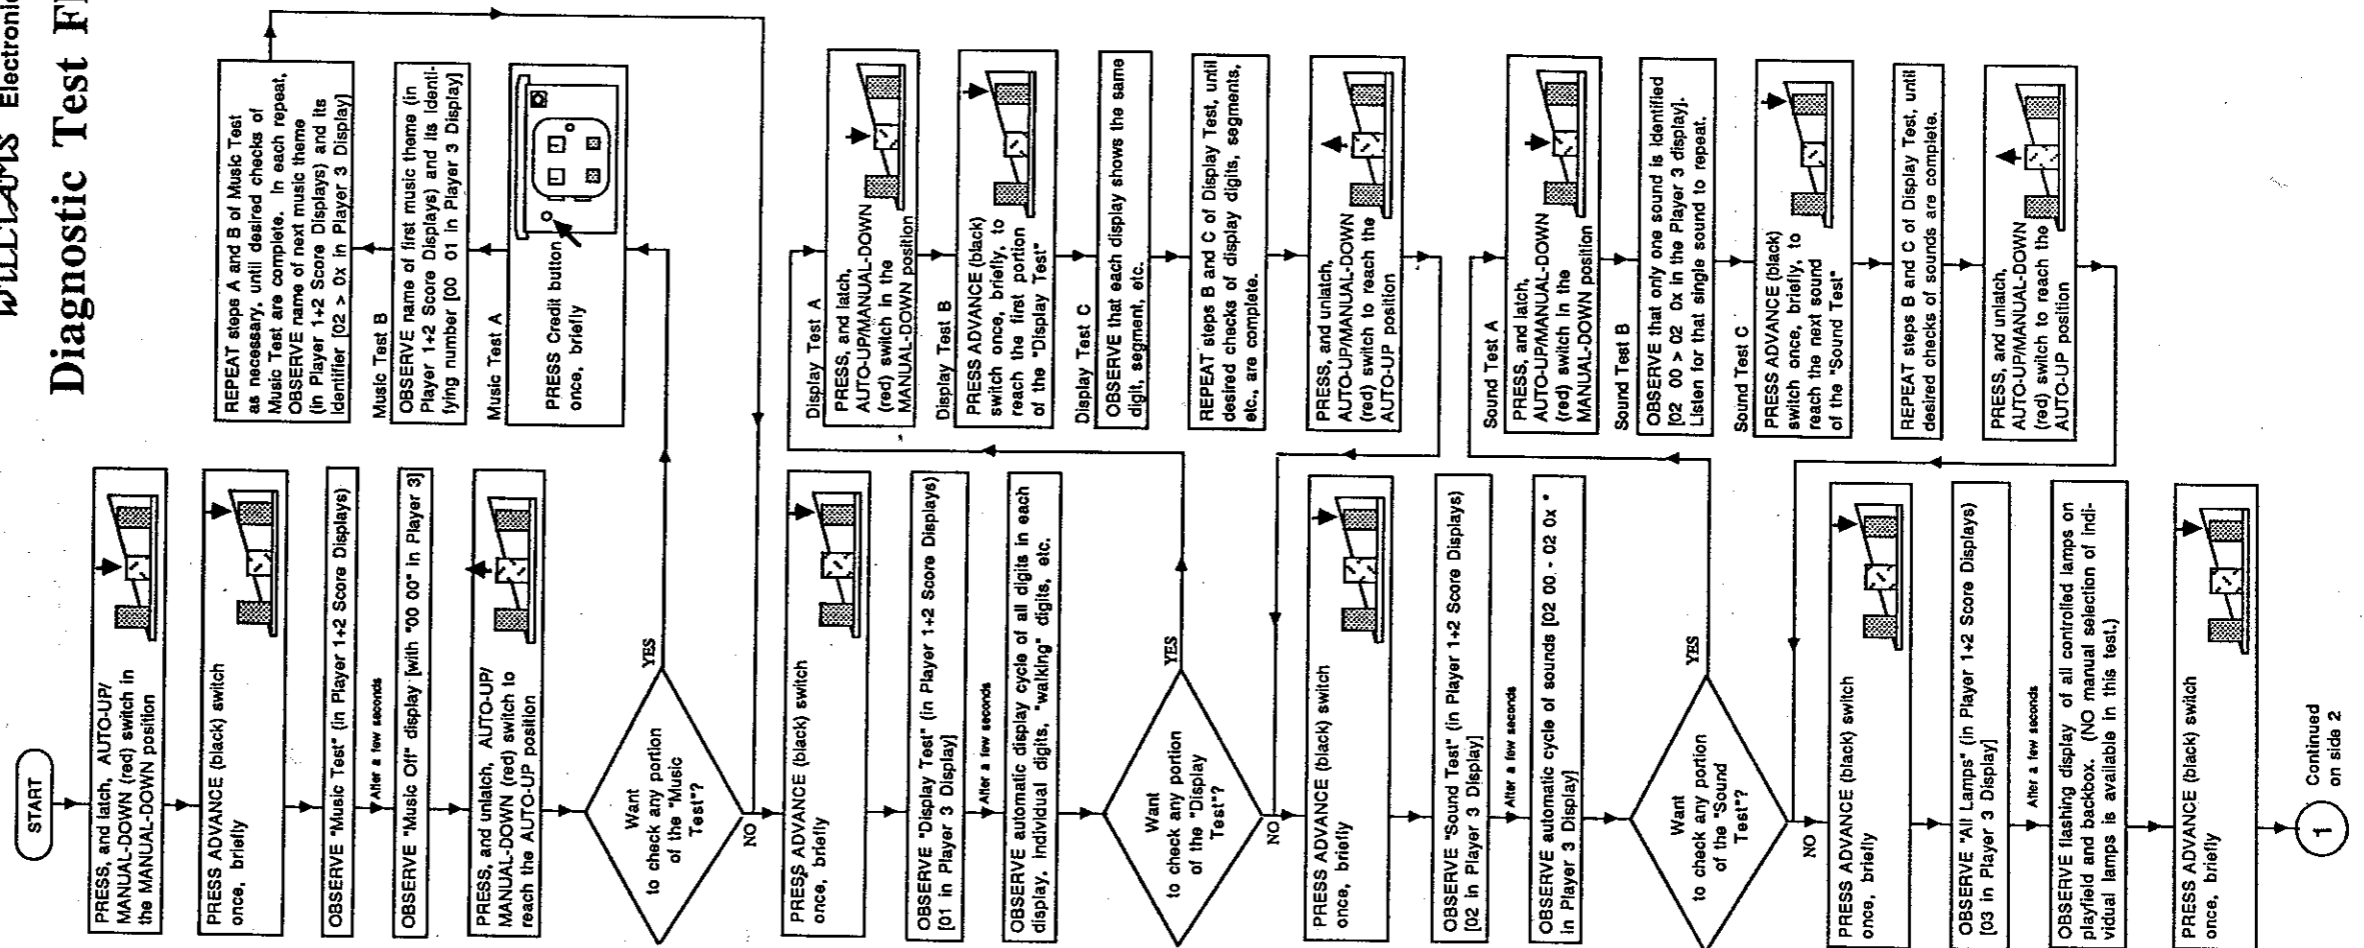 WILLIAMS Electronic
Diagnostic Test F
START
PRESS, and latch, AUTO-UP/
MANUAL-DOWN (red) switch in
the MANUAL-DOWN position
PRESS ADVANCE (black) switch
once, briefly
OBSERVE "Music Test" (in Player 1+2 Score Displays)
After a few seconds
OBSERVE "Music Off" display [with "00 00" in Player 3]
PRESS, and unlatch, AUTO-UP/
MANUAL-DOWN (red) switch to
reach the AUTO-UP position
Want
to check any portion
of the "Music
Test"?
YES
NO
Music Test A
PRESS Credit button
once, briefly
Music Test B
OBSERVE name of first music theme (in
Player 1+2 Score Displays) and its identi-
fying number [00 01 in Player 3 Display]
REPEAT steps A and B of Music Test
as necessary, until desired checks of
Music Test are complete. In each repeat,
OBSERVE name of next music theme
(in Player 1+2 Score Displays) and its
identifier [02 > 0x in Player 3 Display]
PRESS ADVANCE (black) switch
once, briefly
OBSERVE "Display Test" (in Player 1+2 Score Displays)
[01 in Player 3 Display]
After a few seconds
OBSERVE automatic display cycle of all digits in each
display, individual digits, "walking" digits, etc.
Want
to check any portion
of the "Display
Test"?
YES
NO
Display Test A
PRESS, and latch,
AUTO-UP/MANUAL-DOWN
(red) switch in the
MANUAL-DOWN position
Display Test B
PRESS ADVANCE (black)
switch once, briefly, to
reach the first portion
of the "Display Test"
Display Test C
OBSERVE that each display shows the same
digit, segment, etc.
REPEAT steps B and C of Display Test, until
desired checks of display digits, segments,
etc., are complete.
PRESS, and unlatch,
AUTO-UP/MANUAL-DOWN
(red) switch to reach the
AUTO-UP position
PRESS ADVANCE (black) switch
once, briefly
OBSERVE "Sound Test" (in Player 1+2 Score Displays)
[02 in Player 3 Display]
After a few seconds
OBSERVE automatic cycle of sounds [02 00 - 02 0x "
in Player 3 Display]
Want
to check any portion
of the "Sound
Test"?
YES
NO
Sound Test A
PRESS, and latch,
AUTO-UP/MANUAL-DOWN
(red) switch in the
MANUAL-DOWN position
Sound Test B
OBSERVE that only one sound is identified
[02 00 > 02 0x in the Player 3 display].
Listen for that single sound to repeat.
Sound Test C
PRESS ADVANCE (black)
switch once, briefly, to
reach the next sound
of the "Sound Test"
REPEAT steps B and C of Display Test, until
desired checks of sounds are complete.
PRESS, and unlatch,
AUTO-UP/MANUAL-DOWN
(red) switch to reach the
AUTO-UP position
PRESS ADVANCE (black) switch
once, briefly
OBSERVE "All Lamps" (in Player 1+2 Score Displays)
[03 in Player 3 Display]
After a few seconds
OBSERVE flashing display of all controlled lamps on
playfield and backbox. (NO manual selection of indi-
vidual lamps is available in this test.)
PRESS ADVANCE (black) switch
once, briefly
1
Continued
on side 2